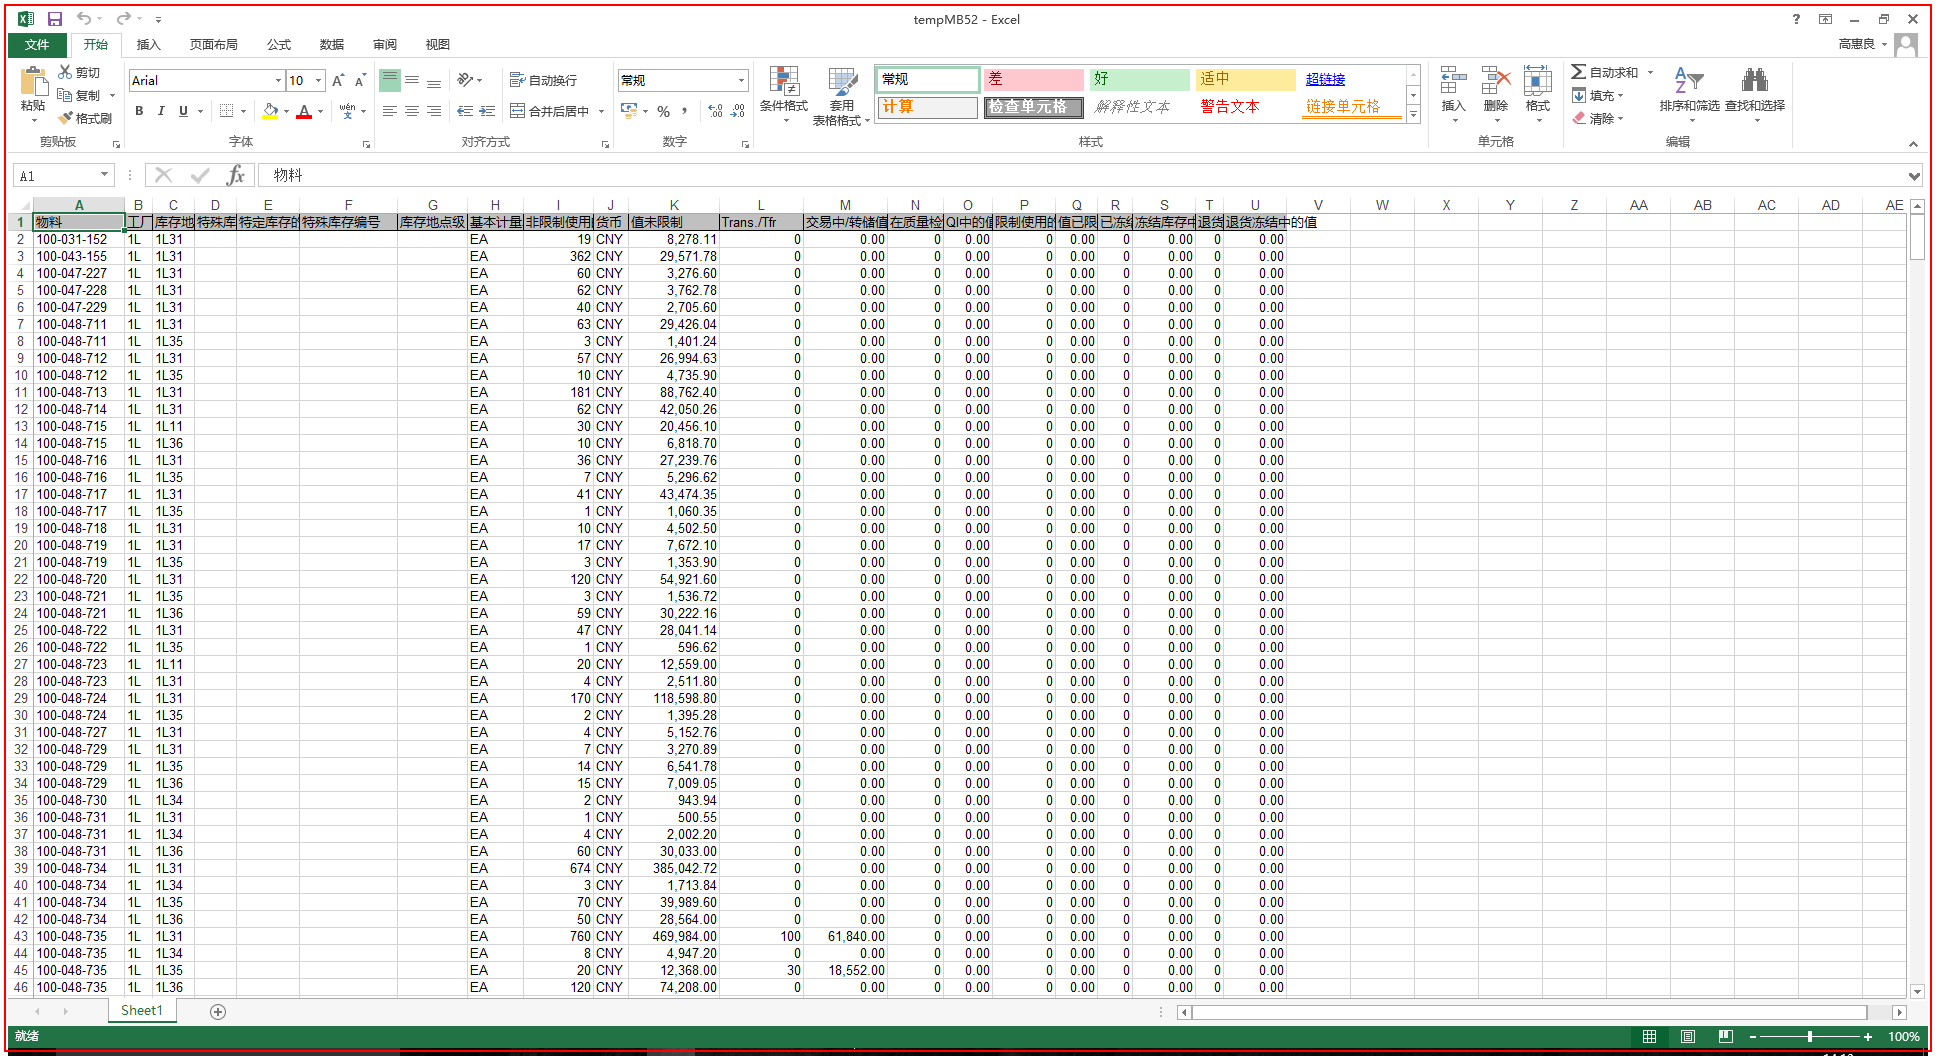 tempMB52 - Excel
?
文件 开始 插入 页面布局 公式 数据 审阅 视图 高惠良
粘贴 剪切 复制 格式刷 剪贴板
Arial 10 A A
B I U A wén 文 字体
自动换行 合并后居中 对齐方式
常规 % , 数字
条件格式 套用 表格格式
常规 差 好 适中 超链接
计算 检查单元格 解释性文本 警告文本 链接单元格
样式
插入 删除 格式 单元格
Σ 自动求和 填充 清除 排序和筛选 查找和选择 编辑
A1 fx 物料
A B C D E F G H I J K L M N O P Q R S T U V W X Y Z AA AB AC AD AE
1 物料 工厂 库存地 特殊库 特定库存的 特殊库存编号 库存地点级 基本计量 非限制使用 货币 值未限制 Trans./Tfr 交易中/转储值 在质量检 QI中的值 限制使用的 值已限 已冻结 冻结库存中 退货 退货冻结中的值
2 100-031-152 1L 1L31 EA 19 CNY 8,278.11 0 0.00 0 0.00 0 0.00 0 0.00 0 0.00
3 100-043-155 1L 1L31 EA 362 CNY 29,571.78 0 0.00 0 0.00 0 0.00 0 0.00 0 0.00
4 100-047-227 1L 1L31 EA 60 CNY 3,276.60 0 0.00 0 0.00 0 0.00 0 0.00 0 0.00
5 100-047-228 1L 1L31 EA 62 CNY 3,762.78 0 0.00 0 0.00 0 0.00 0 0.00 0 0.00
6 100-047-229 1L 1L31 EA 40 CNY 2,705.60 0 0.00 0 0.00 0 0.00 0 0.00 0 0.00
7 100-048-711 1L 1L31 EA 63 CNY 29,426.04 0 0.00 0 0.00 0 0.00 0 0.00 0 0.00
8 100-048-711 1L 1L35 EA 3 CNY 1,401.24 0 0.00 0 0.00 0 0.00 0 0.00 0 0.00
9 100-048-712 1L 1L31 EA 57 CNY 26,994.63 0 0.00 0 0.00 0 0.00 0 0.00 0 0.00
10 100-048-712 1L 1L35 EA 10 CNY 4,735.90 0 0.00 0 0.00 0 0.00 0 0.00 0 0.00
11 100-048-713 1L 1L31 EA 181 CNY 88,762.40 0 0.00 0 0.00 0 0.00 0 0.00 0 0.00
12 100-048-714 1L 1L31 EA 62 CNY 42,050.26 0 0.00 0 0.00 0 0.00 0 0.00 0 0.00
13 100-048-715 1L 1L11 EA 30 CNY 20,456.10 0 0.00 0 0.00 0 0.00 0 0.00 0 0.00
14 100-048-715 1L 1L36 EA 10 CNY 6,818.70 0 0.00 0 0.00 0 0.00 0 0.00 0 0.00
15 100-048-716 1L 1L31 EA 36 CNY 27,239.76 0 0.00 0 0.00 0 0.00 0 0.00 0 0.00
16 100-048-716 1L 1L35 EA 7 CNY 5,296.62 0 0.00 0 0.00 0 0.00 0 0.00 0 0.00
17 100-048-717 1L 1L31 EA 41 CNY 43,474.35 0 0.00 0 0.00 0 0.00 0 0.00 0 0.00
18 100-048-717 1L 1L35 EA 1 CNY 1,060.35 0 0.00 0 0.00 0 0.00 0 0.00 0 0.00
19 100-048-718 1L 1L31 EA 10 CNY 4,502.50 0 0.00 0 0.00 0 0.00 0 0.00 0 0.00
20 100-048-719 1L 1L31 EA 17 CNY 7,672.10 0 0.00 0 0.00 0 0.00 0 0.00 0 0.00
21 100-048-719 1L 1L35 EA 3 CNY 1,353.90 0 0.00 0 0.00 0 0.00 0 0.00 0 0.00
22 100-048-720 1L 1L31 EA 120 CNY 54,921.60 0 0.00 0 0.00 0 0.00 0 0.00 0 0.00
23 100-048-721 1L 1L35 EA 3 CNY 1,536.72 0 0.00 0 0.00 0 0.00 0 0.00 0 0.00
24 100-048-721 1L 1L36 EA 59 CNY 30,222.16 0 0.00 0 0.00 0 0.00 0 0.00 0 0.00
25 100-048-722 1L 1L31 EA 47 CNY 28,041.14 0 0.00 0 0.00 0 0.00 0 0.00 0 0.00
26 100-048-722 1L 1L35 EA 1 CNY 596.62 0 0.00 0 0.00 0 0.00 0 0.00 0 0.00
27 100-048-723 1L 1L11 EA 20 CNY 12,559.00 0 0.00 0 0.00 0 0.00 0 0.00 0 0.00
28 100-048-723 1L 1L31 EA 4 CNY 2,511.80 0 0.00 0 0.00 0 0.00 0 0.00 0 0.00
29 100-048-724 1L 1L31 EA 170 CNY 118,598.80 0 0.00 0 0.00 0 0.00 0 0.00 0 0.00
30 100-048-724 1L 1L35 EA 2 CNY 1,395.28 0 0.00 0 0.00 0 0.00 0 0.00 0 0.00
31 100-048-727 1L 1L31 EA 4 CNY 5,152.76 0 0.00 0 0.00 0 0.00 0 0.00 0 0.00
32 100-048-729 1L 1L31 EA 7 CNY 3,270.89 0 0.00 0 0.00 0 0.00 0 0.00 0 0.00
33 100-048-729 1L 1L35 EA 14 CNY 6,541.78 0 0.00 0 0.00 0 0.00 0 0.00 0 0.00
34 100-048-729 1L 1L36 EA 15 CNY 7,009.05 0 0.00 0 0.00 0 0.00 0 0.00 0 0.00
35 100-048-730 1L 1L34 EA 2 CNY 943.94 0 0.00 0 0.00 0 0.00 0 0.00 0 0.00
36 100-048-731 1L 1L31 EA 1 CNY 500.55 0 0.00 0 0.00 0 0.00 0 0.00 0 0.00
37 100-048-731 1L 1L34 EA 4 CNY 2,002.20 0 0.00 0 0.00 0 0.00 0 0.00 0 0.00
38 100-048-731 1L 1L36 EA 60 CNY 30,033.00 0 0.00 0 0.00 0 0.00 0 0.00 0 0.00
39 100-048-734 1L 1L31 EA 674 CNY 385,042.72 0 0.00 0 0.00 0 0.00 0 0.00 0 0.00
40 100-048-734 1L 1L34 EA 3 CNY 1,713.84 0 0.00 0 0.00 0 0.00 0 0.00 0 0.00
41 100-048-734 1L 1L35 EA 70 CNY 39,989.60 0 0.00 0 0.00 0 0.00 0 0.00 0 0.00
42 100-048-734 1L 1L36 EA 50 CNY 28,564.00 0 0.00 0 0.00 0 0.00 0 0.00 0 0.00
43 100-048-735 1L 1L31 EA 760 CNY 469,984.00 100 61,840.00 0 0.00 0 0.00 0 0.00 0 0.00
44 100-048-735 1L 1L34 EA 8 CNY 4,947.20 0 0.00 0 0.00 0 0.00 0 0.00 0 0.00
45 100-048-735 1L 1L35 EA 20 CNY 12,368.00 30 18,552.00 0 0.00 0 0.00 0 0.00 0 0.00
46 100-048-735 1L 1L36 EA 120 CNY 74,208.00 0 0.00 0 0.00 0 0.00 0 0.00 0 0.00
Sheet1
就绪 100%